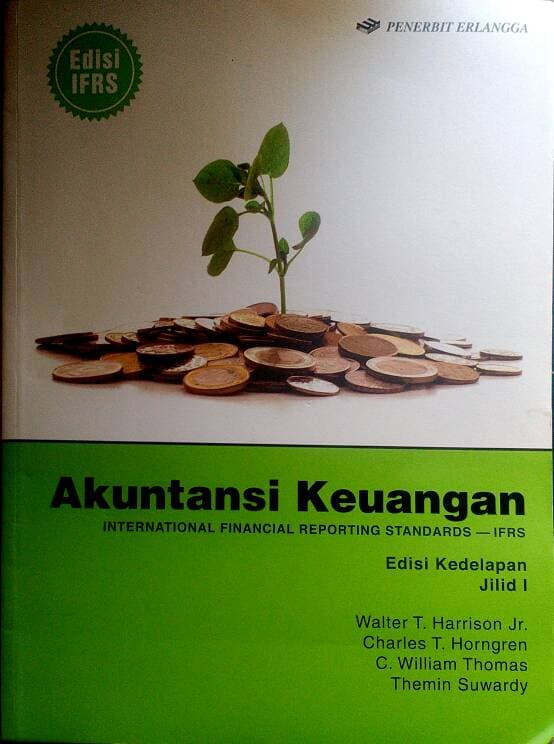 Edisi
IFRS
PENERBIT ERLANGGA
Akuntansi Keuangan
INTERNATIONAL FINANCIAL REPORTING STANDARDS — IFRS
Edisi Kedelapan
Jilid I
Walter T. Harrison Jr.
Charles T. Horngren
C. William Thomas
Themin Suwardy